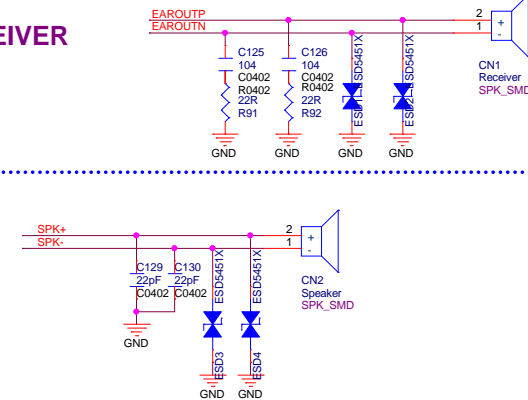 EIVER
EAROUTP
EAROUTN
2
1
+
-
CN1
Receiver
SPK_SMD
C125
104
C0402
R0402
22R
R91
C126
104
C0402
R0402
22R
R92
ESD1
ESD5451X
ESD2
ESD5451X
GND
GND
GND
GND
SPK+
SPK-
2
1
+
-
CN2
Speaker
SPK_SMD
C129
22pF
C0402
C130
22pF
C0402
ESD5451X
ESD5451X
ESD3
ESD4
GND
GND
GND